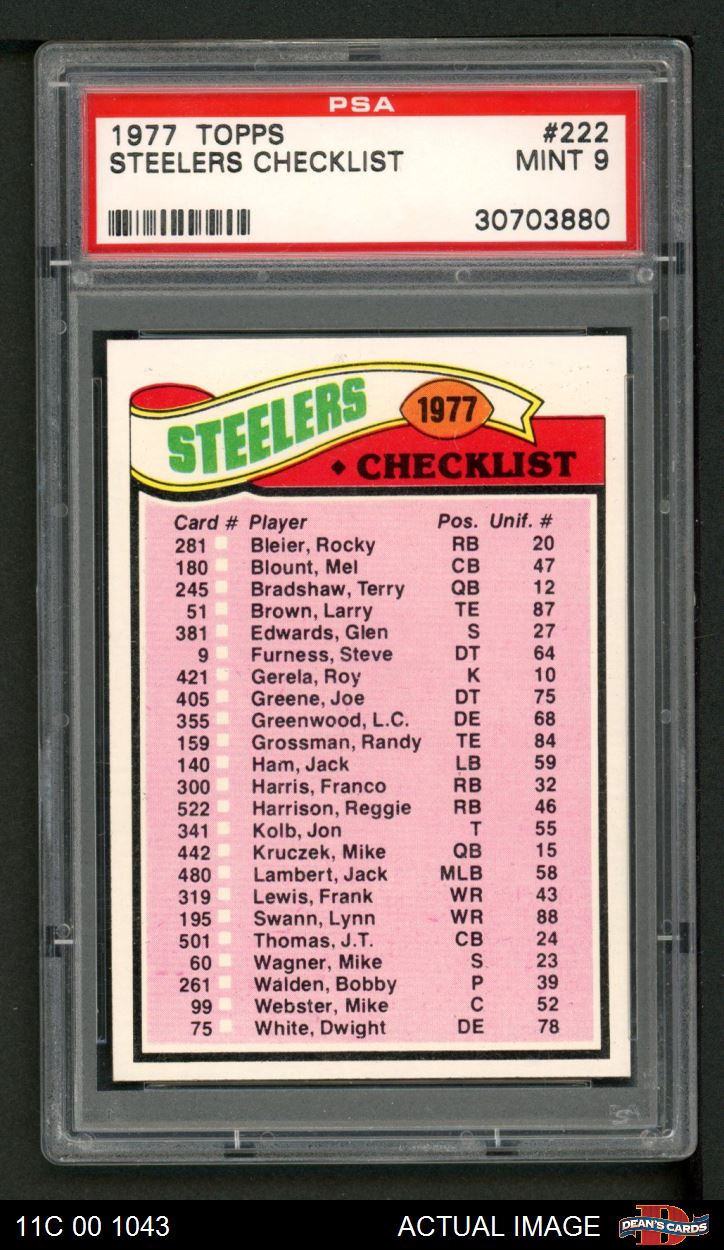 PSA
1977 TOPPS #222
STEELERS CHECKLIST MINT 9
30703880
STEELERS 1977
♦ CHECKLIST
Card # Player Pos. Unif. #
281 Bleier, Rocky RB 20
180 Blount, Mel CB 47
245 Bradshaw, Terry QB 12
51 Brown, Larry TE 87
381 Edwards, Glen S 27
9 Furness, Steve DT 64
421 Gerela, Roy K 10
405 Greene, Joe DT 75
355 Greenwood, L.C. DE 68
159 Grossman, Randy TE 84
140 Ham, Jack LB 59
300 Harris, Franco RB 32
522 Harrison, Reggie RB 46
341 Kolb, Jon T 55
442 Kruczek, Mike QB 15
480 Lambert, Jack MLB 58
319 Lewis, Frank WR 43
195 Swann, Lynn WR 88
501 Thomas, J.T. CB 24
60 Wagner, Mike S 23
261 Walden, Bobby P 39
99 Webster, Mike C 52
75 White, Dwight DE 78
11C 00 1043 ACTUAL IMAGE DEAN'S CARDS